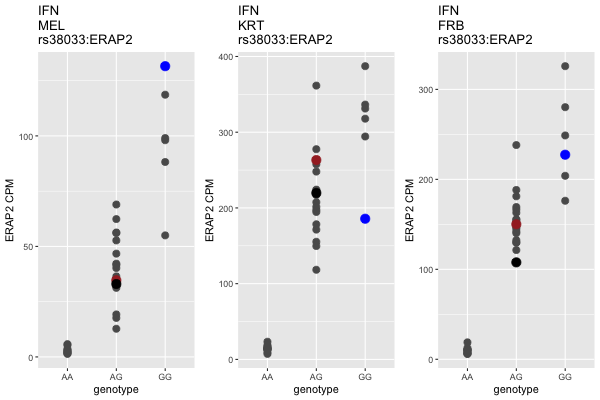 IFN
MEL
rs38033:ERAP2
ERAP2 CPM
100
50
0
AA
AG
GG
genotype
IFN
KRT
rs38033:ERAP2
ERAP2 CPM
400
300
200
100
0
AA
AG
GG
genotype
IFN
FRB
rs38033:ERAP2
ERAP2 CPM
300
200
100
0
AA
AG
GG
genotype